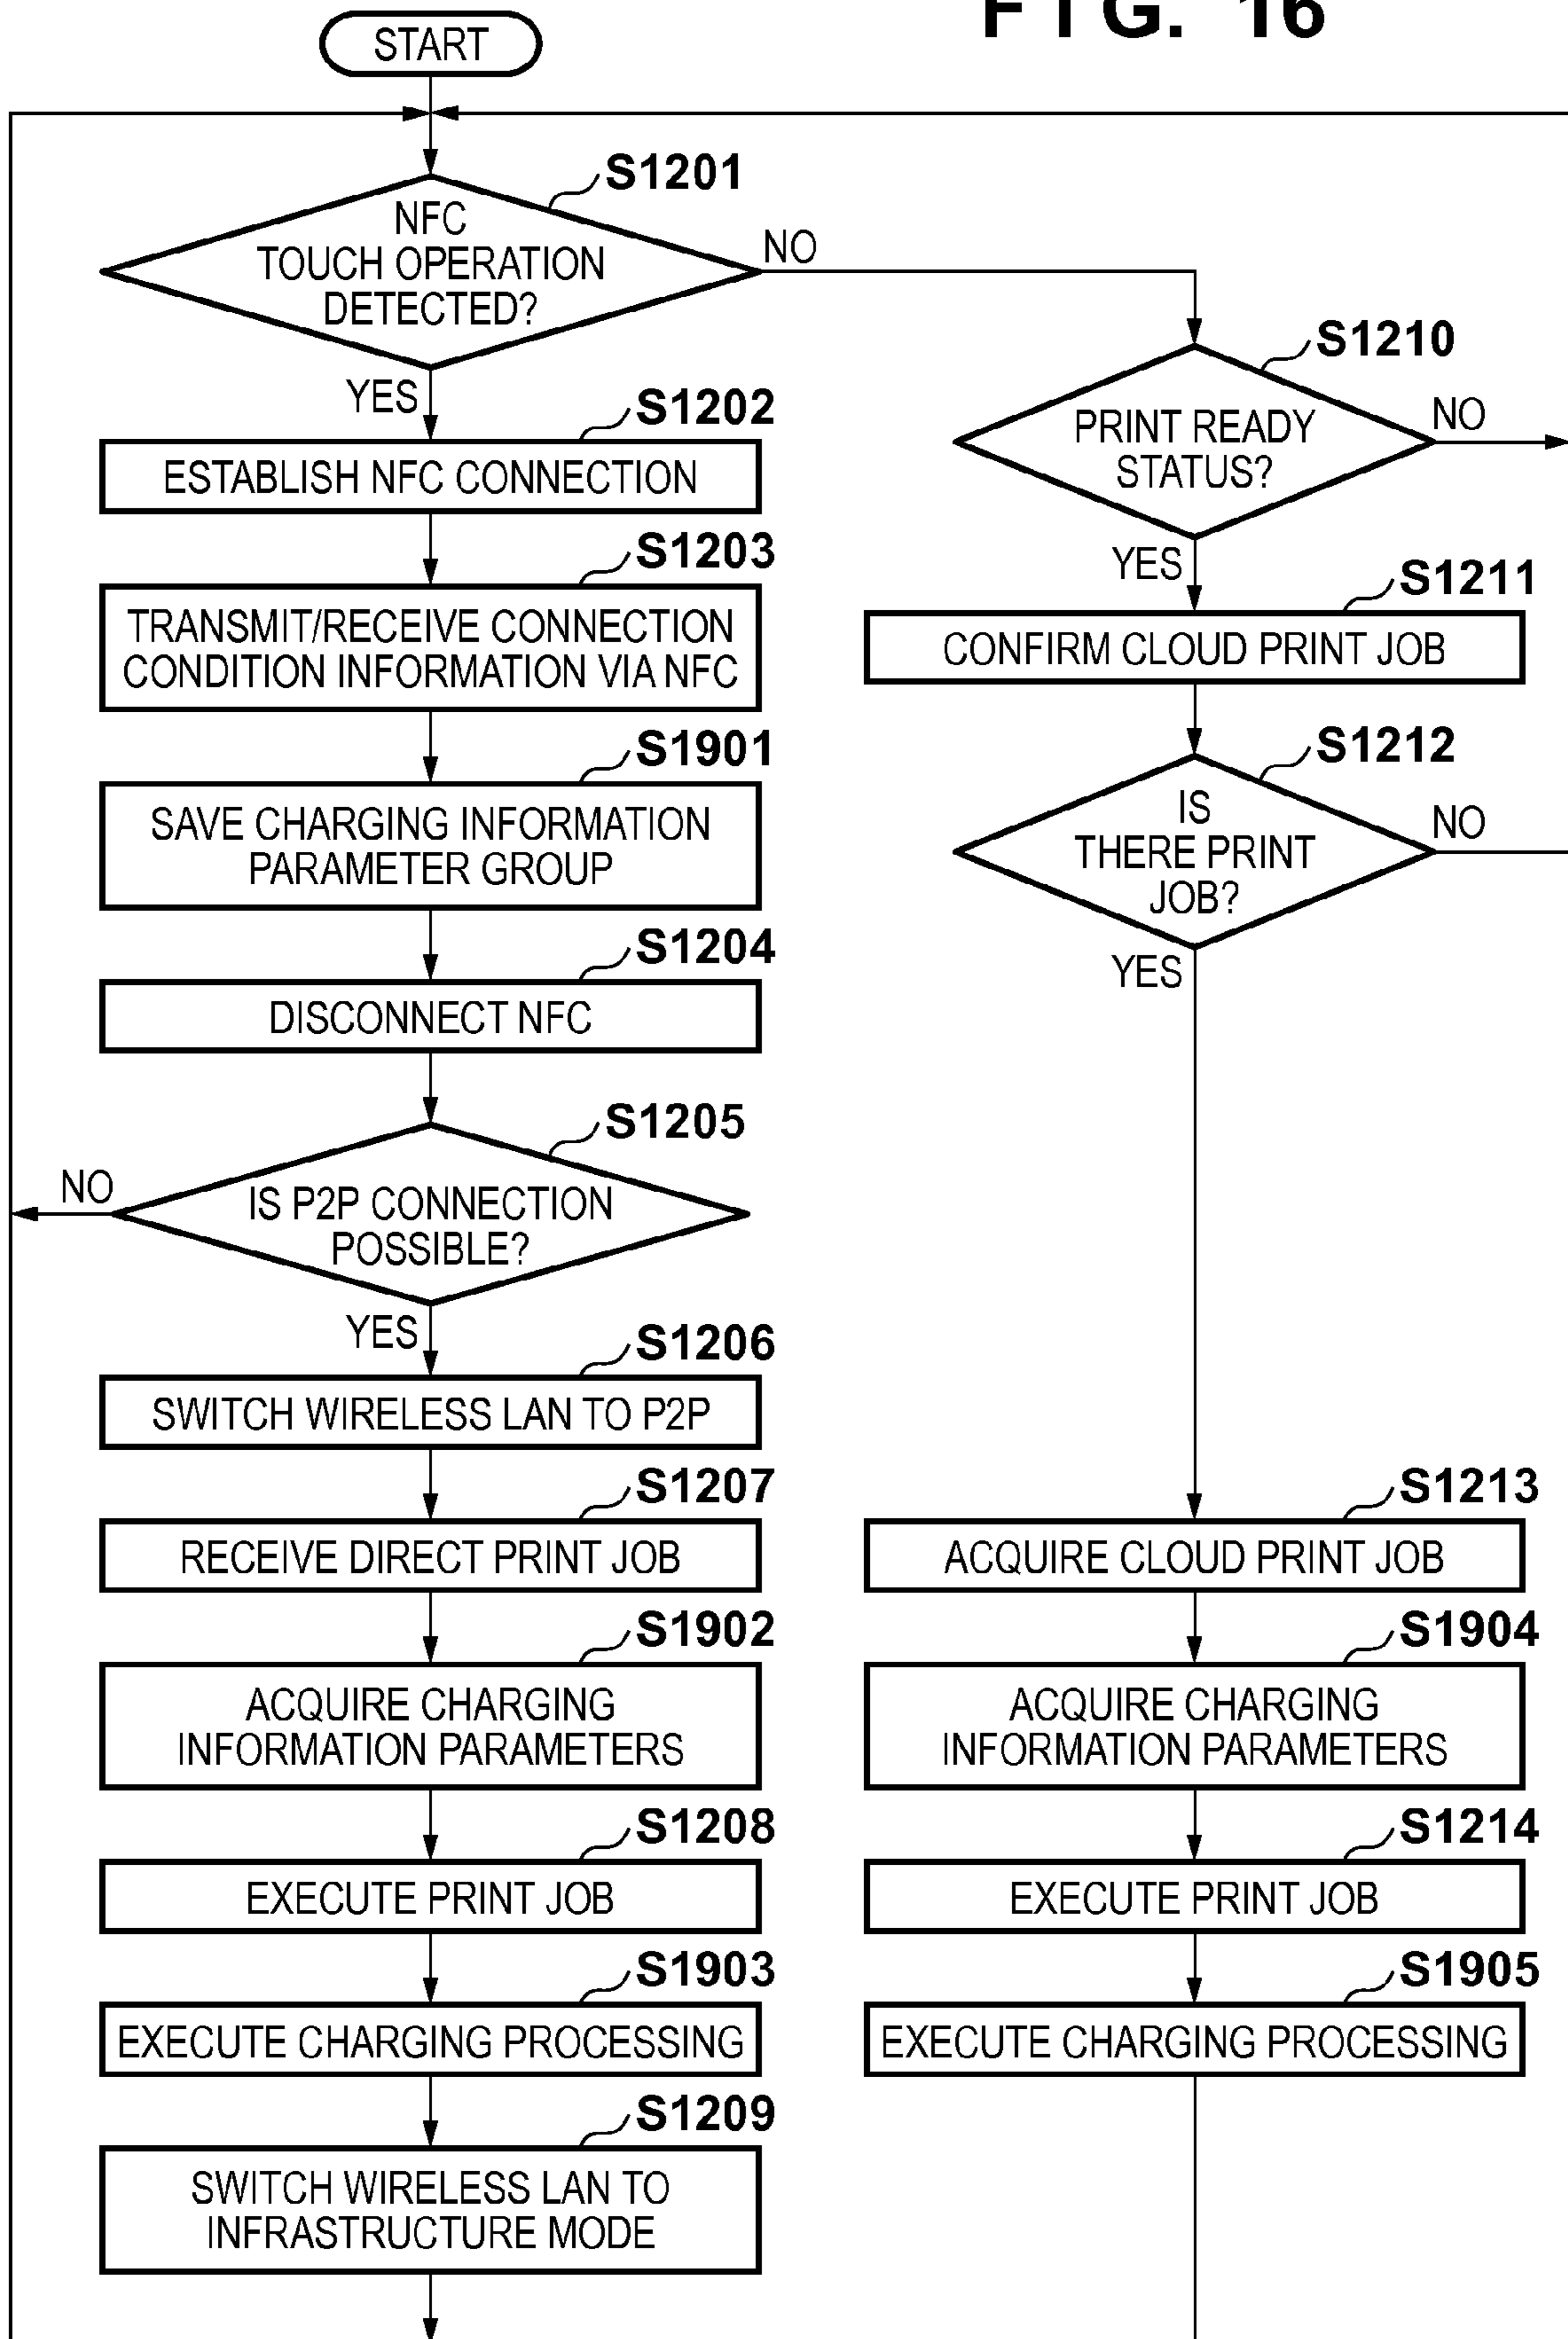 FIG. 16
START
S1201
NFC
TOUCH OPERATION
DETECTED?
NO
YES
S1202
ESTABLISH NFC CONNECTION
S1203
TRANSMIT/RECEIVE CONNECTION
CONDITION INFORMATION VIA NFC
S1901
SAVE CHARGING INFORMATION
PARAMETER GROUP
S1204
DISCONNECT NFC
S1205
IS P2P CONNECTION
POSSIBLE?
NO
YES
S1206
SWITCH WIRELESS LAN TO P2P
S1207
RECEIVE DIRECT PRINT JOB
S1902
ACQUIRE CHARGING
INFORMATION PARAMETERS
S1208
EXECUTE PRINT JOB
S1903
EXECUTE CHARGING PROCESSING
S1209
SWITCH WIRELESS LAN TO
INFRASTRUCTURE MODE
S1210
PRINT READY
STATUS?
NO
YES
S1211
CONFIRM CLOUD PRINT JOB
S1212
IS
THERE PRINT
JOB?
NO
YES
S1213
ACQUIRE CLOUD PRINT JOB
S1904
ACQUIRE CHARGING
INFORMATION PARAMETERS
S1214
EXECUTE PRINT JOB
S1905
EXECUTE CHARGING PROCESSING